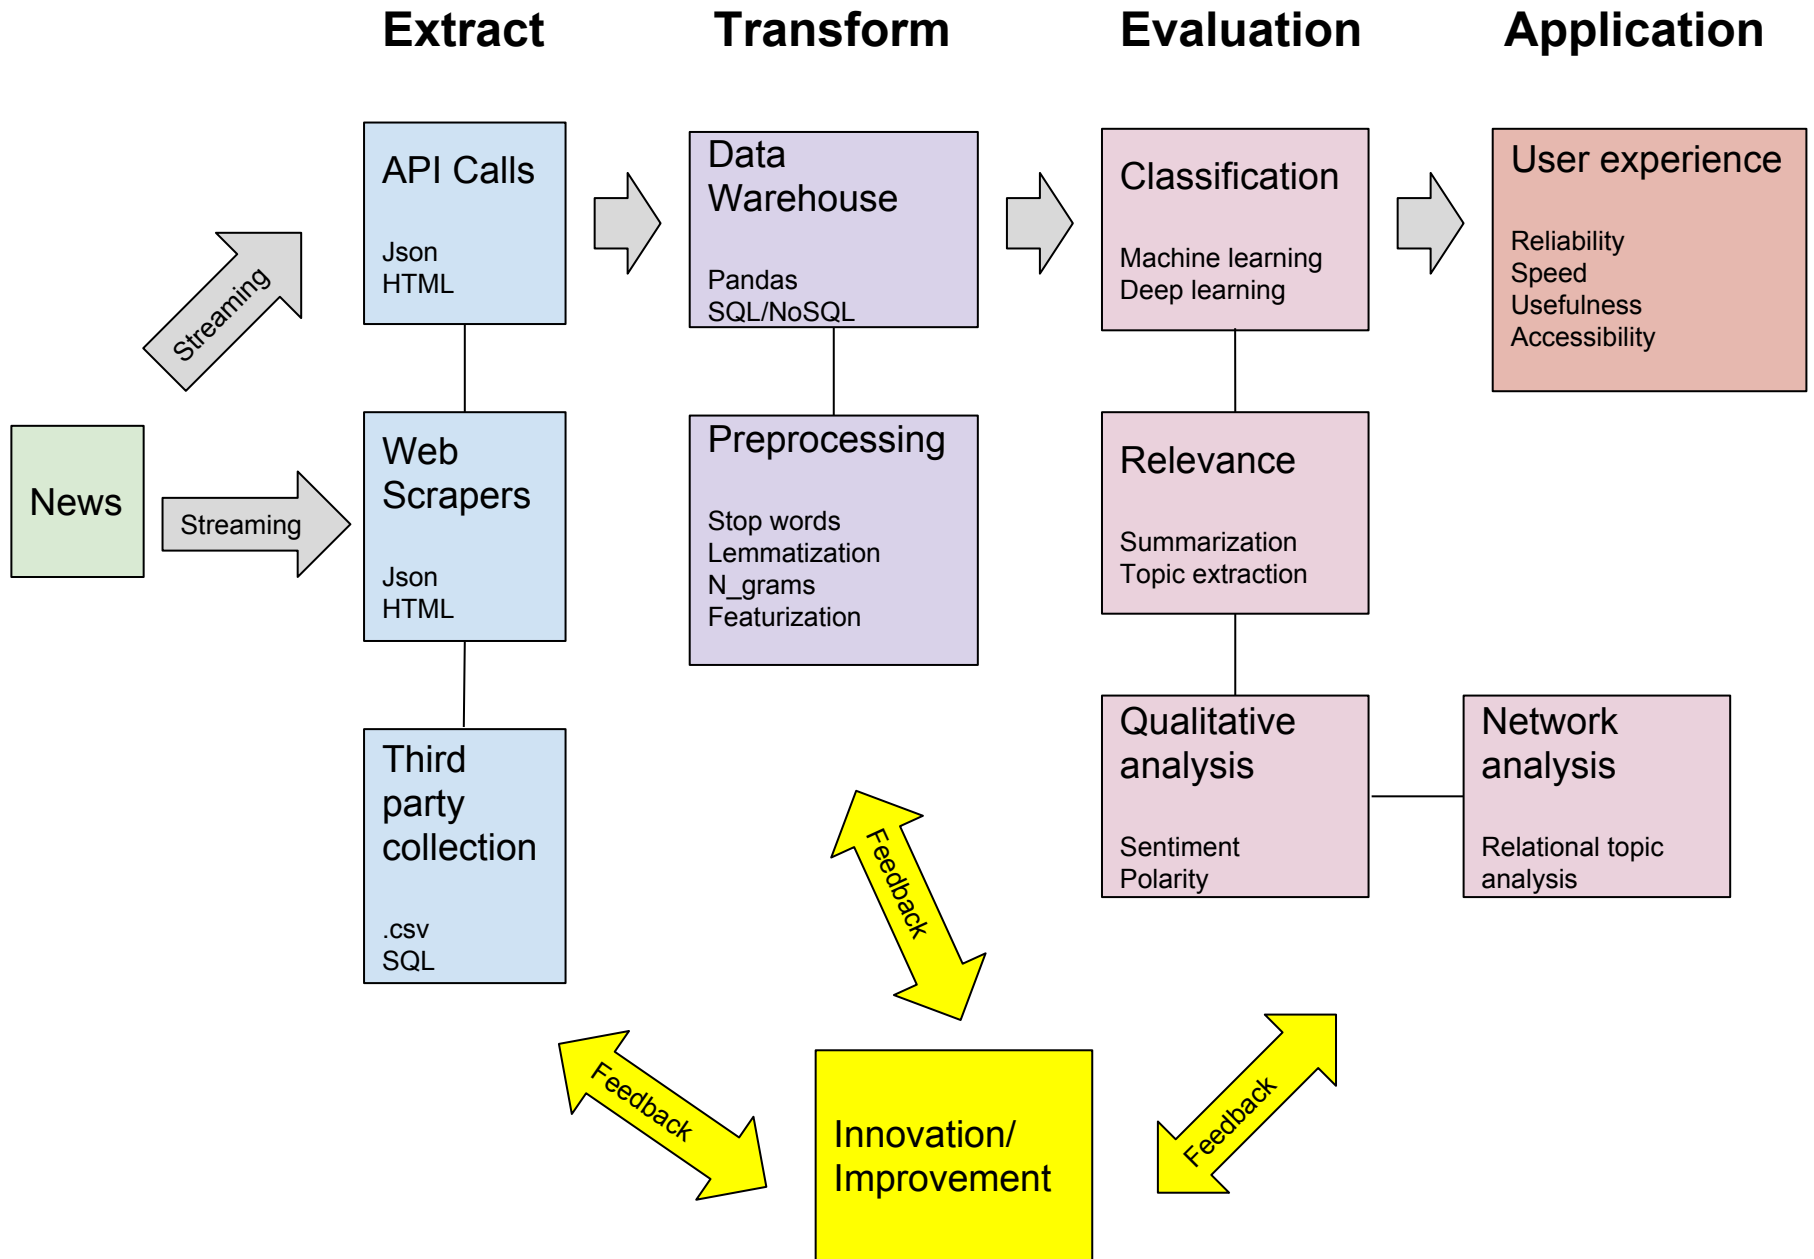 Extract
Transform
Evaluation
Application
News
Streaming
Streaming
API Calls
Json
HTML
Web
Scrapers
Json
HTML
Third
party
collection
.csv
SQL
Data
Warehouse
Pandas
SQL/NoSQL
Preprocessing
Stop words
Lemmatization
N_grams
Featurization
Classification
Machine learning
Deep learning
Relevance
Summarization
Topic extraction
Qualitative
analysis
Sentiment
Polarity
Network
analysis
Relational topic
analysis
User experience
Reliability
Speed
Usefulness
Accessibility
Feedback
Feedback
Feedback
Innovation/
Improvement